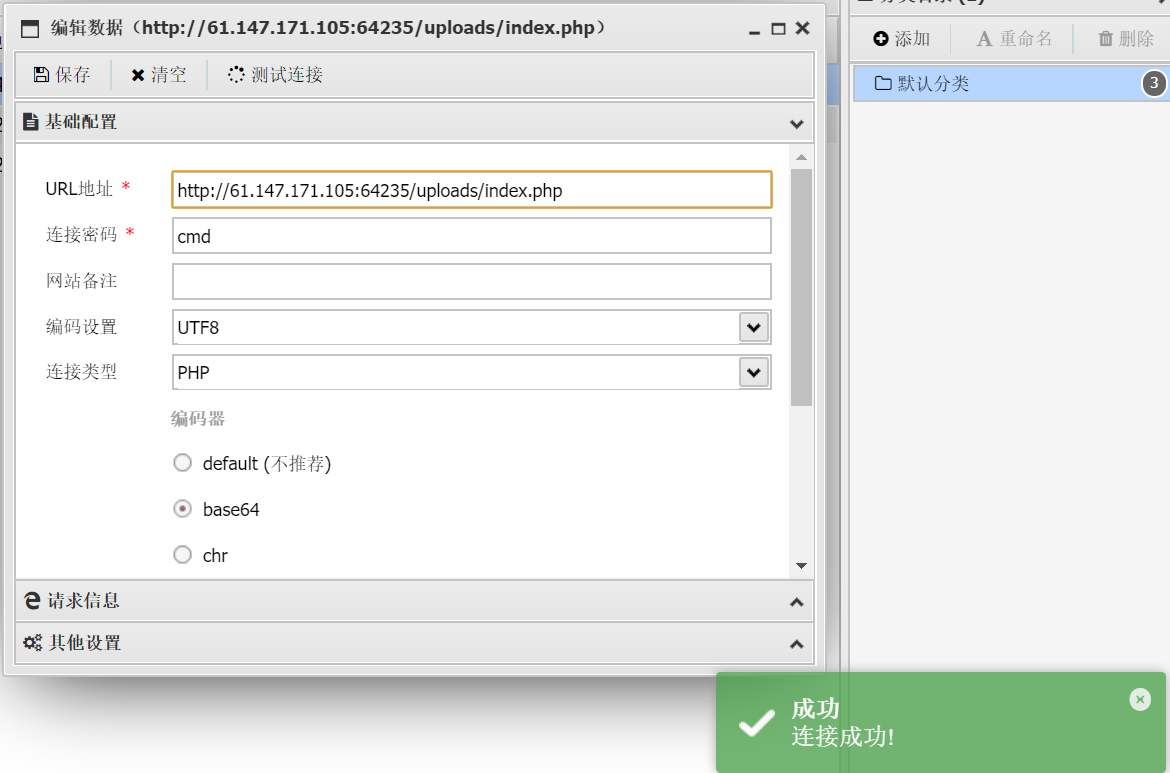 编辑数据（http://61.147.171.105:64235/uploads/index.php）
保存 清空 测试连接
基础配置
URL地址 * http://61.147.171.105:64235/uploads/index.php
连接密码 * cmd
网站备注
编码设置 UTF8
连接类型 PHP
编码器
default (不推荐)
base64
chr
请求信息
其他设置
添加 重命名 删除
默认分类 3
成功
连接成功!